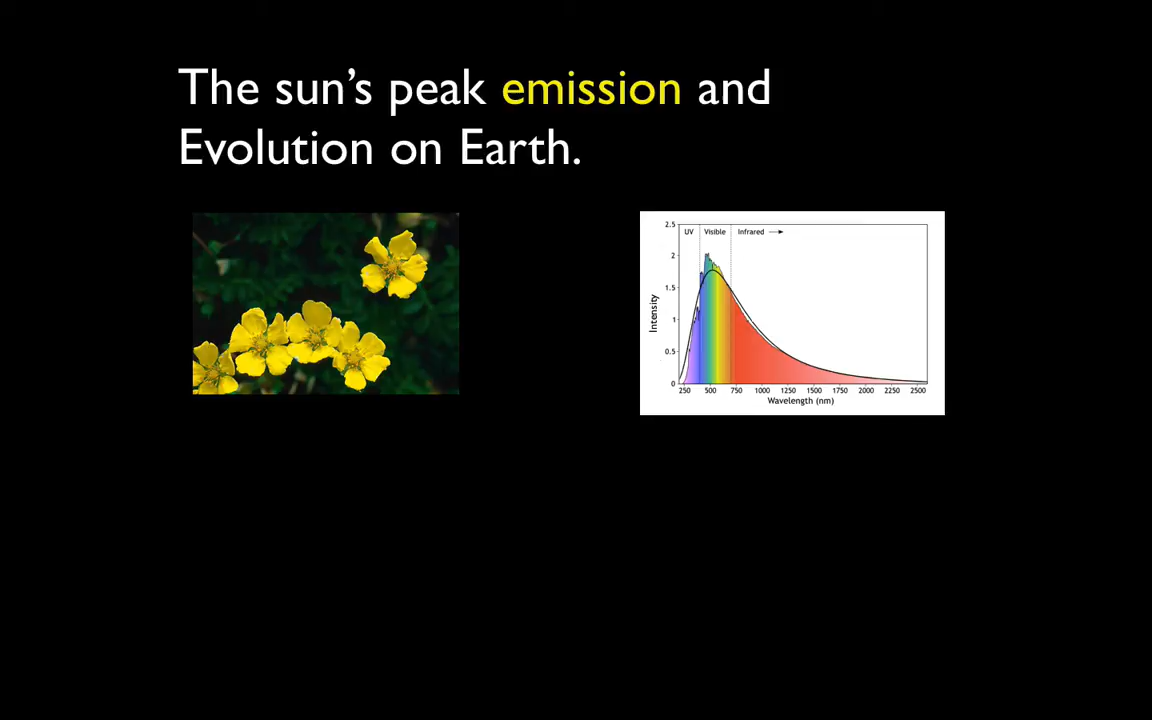 The sun’s peak emission and
Evolution on Earth.
2.5
UV Visible Infrared
2
1.5
Intensity
1
0.5
0
250 500 750 1000 1250 1500 1750 2000 2250 2500
Wavelength (nm)